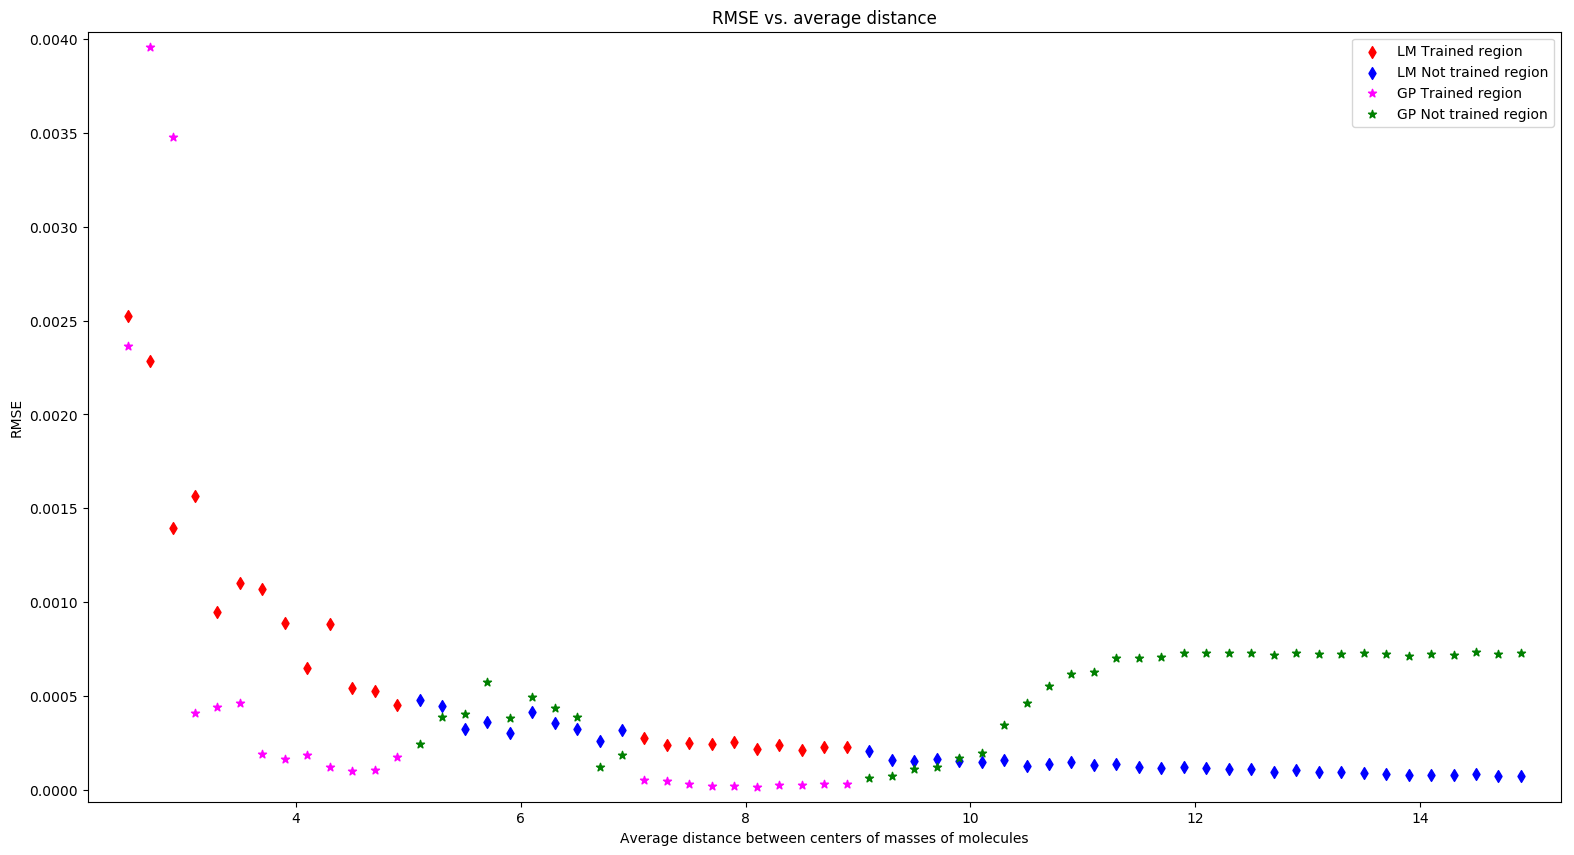 RMSE vs. average distance
LM Trained region
LM Not trained region
GP Trained region
GP Not trained region
RMSE
0.0040
0.0035
0.0030
0.0025
0.0020
0.0015
0.0010
0.0005
0.0000
4 6 8 10 12 14
Average distance between centers of masses of molecules